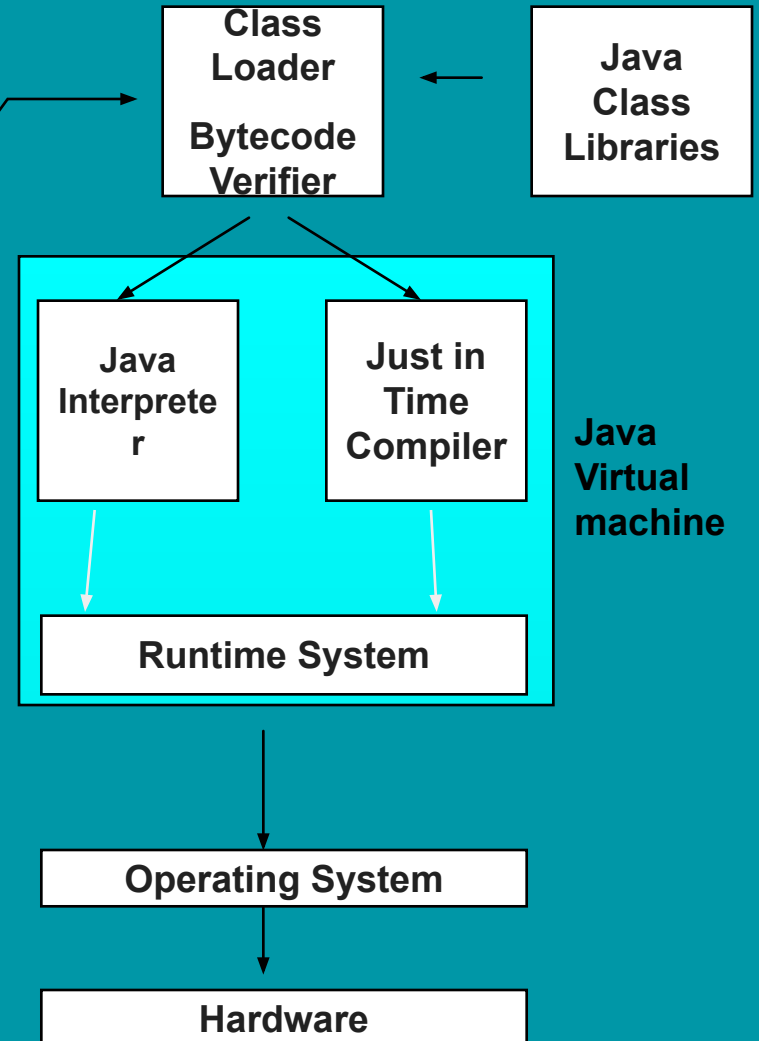 Class
Loader
Bytecode
Verifier
Java
Class
Libraries
Java
Interprete
r
Just in
Time
Compiler
Java
Virtual
machine
Runtime System
Operating System
Hardware